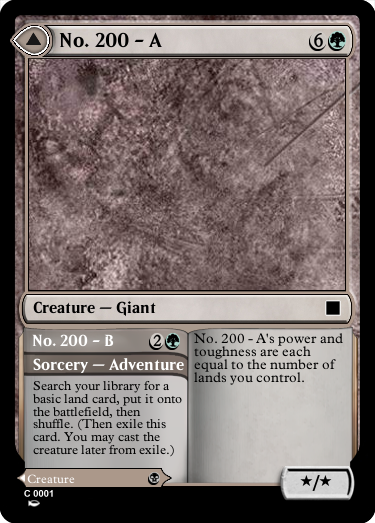 No. 200 – A
6
Creature — Giant
No. 200 – B
2
Sorcery — Adventure
Search your library for a
basic land card, put it onto
the battlefield, then
shuffle. (Then exile this
card. You may cast the
creature later from exile.)
No. 200 - A's power and
toughness are each
equal to the number of
lands you control.
Creature
★/★
C 0001